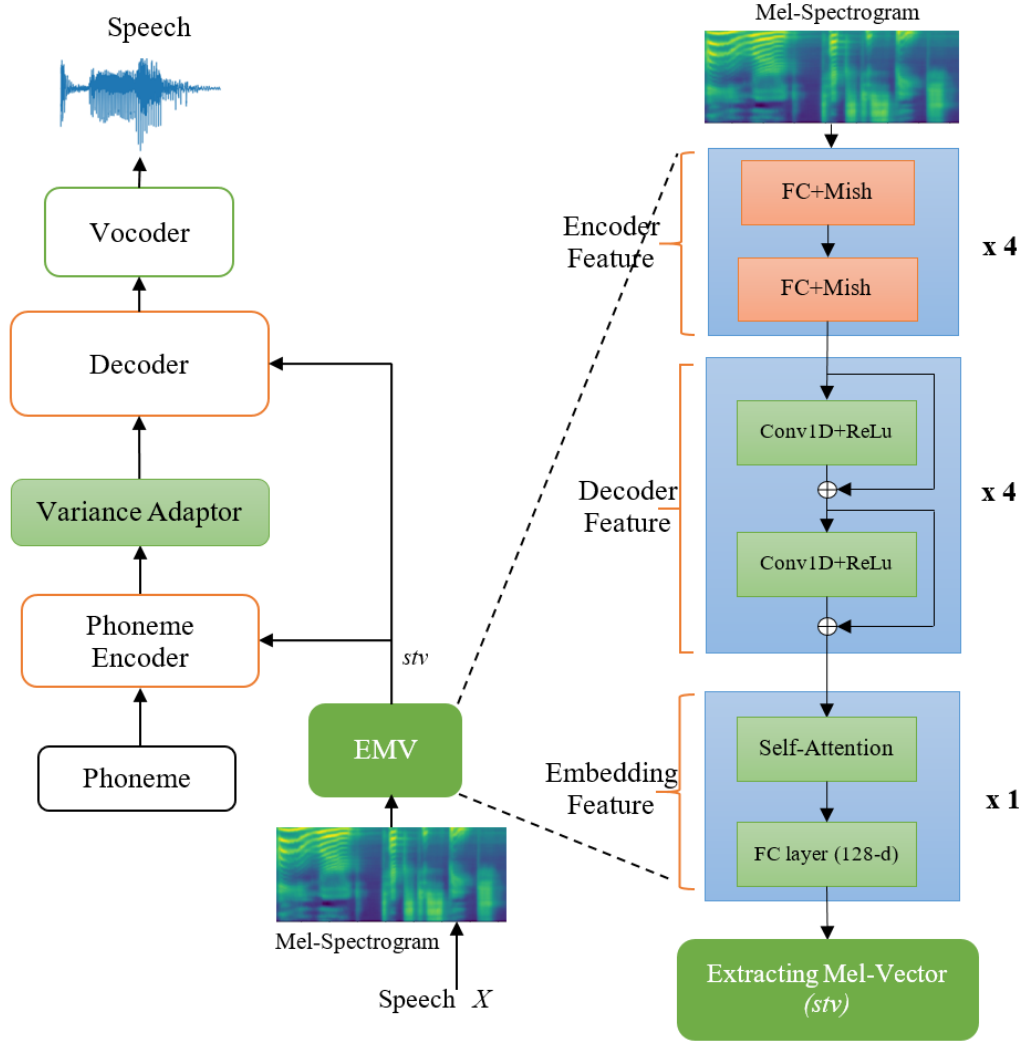 Speech
Vocoder
Decoder
Variance Adaptor
Phoneme
Encoder
Phoneme
stv
EMV
Mel-Spectrogram
Speech X
Mel-Spectrogram
Encoder
Feature
FC+Mish
FC+Mish
x 4
Decoder
Feature
Conv1D+ReLu
Conv1D+ReLu
x 4
Embedding
Feature
Self-Attention
FC layer (128-d)
x 1
Extracting Mel-Vector
(stv)